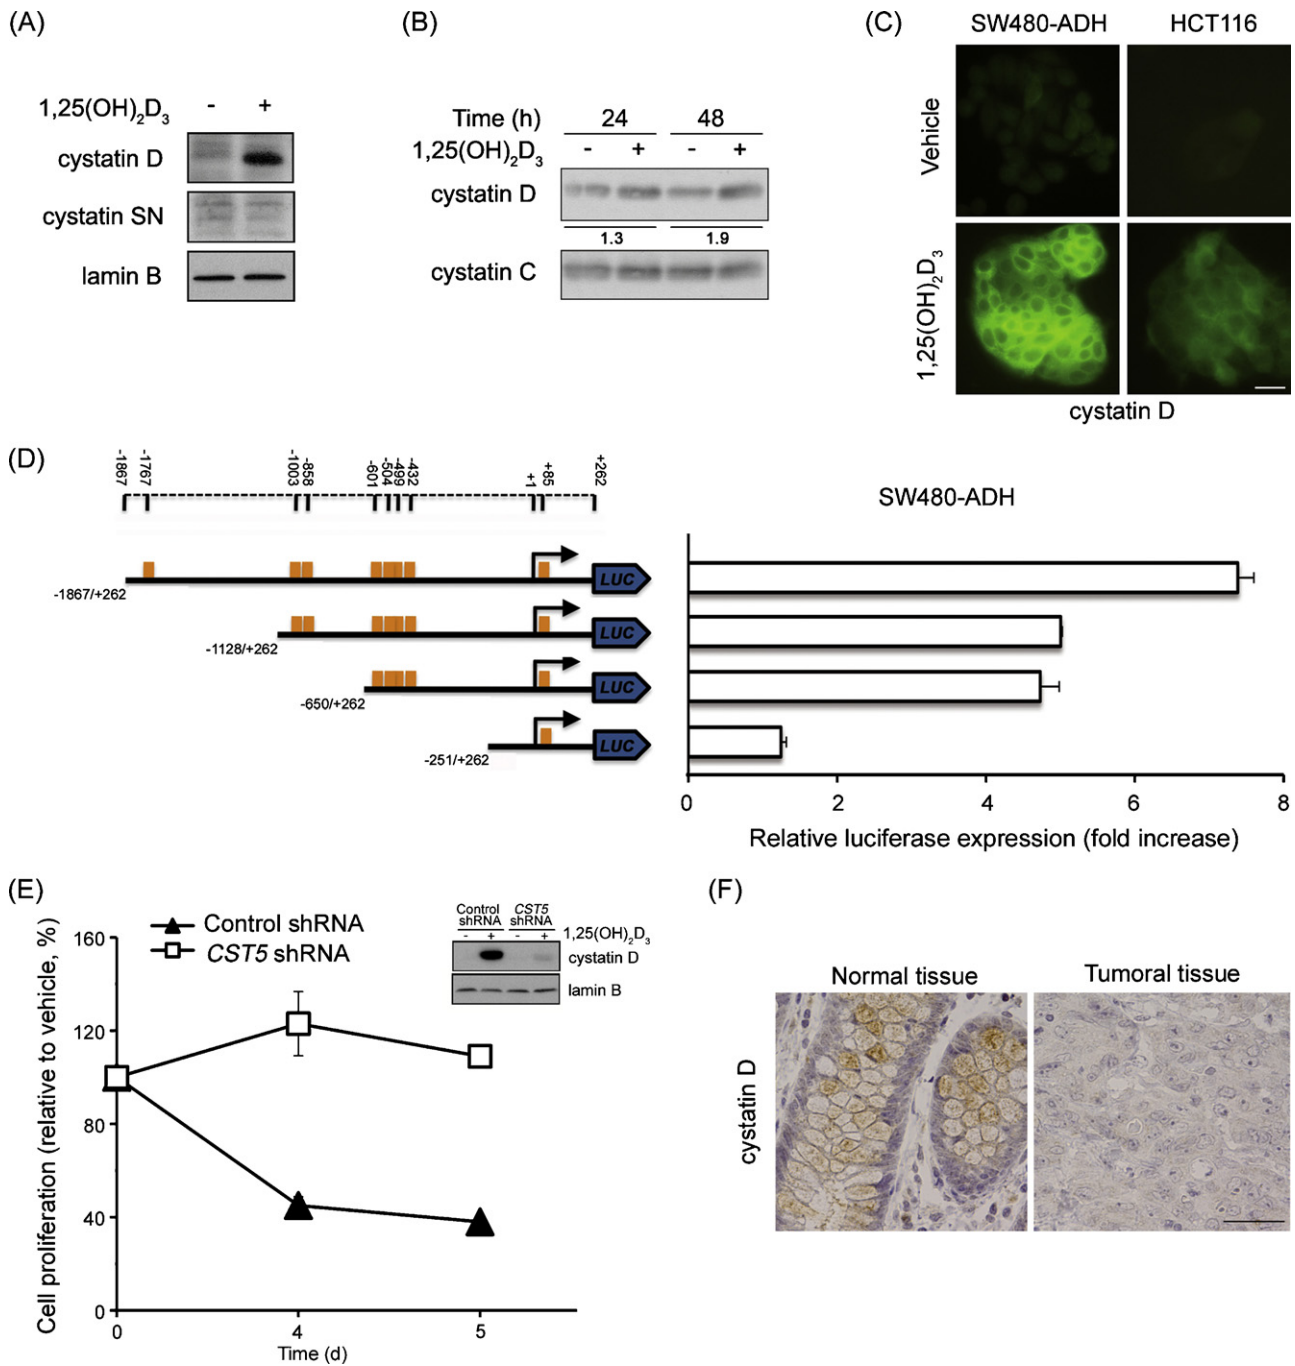 (A)
1,25(OH)₂D₃ - +
cystatin D
cystatin SN
lamin B
(B)
Time (h) 24 48
1,25(OH)₂D₃ - + - +
cystatin D
1.3 1.9
cystatin C
(C)
SW480-ADH HCT116
Vehicle
1,25(OH)₂D₃
cystatin D
(D)
-1867 -1767 -1003 -858 -601 -504 -499 -432 +1 +85 +262
SW480-ADH
LUC
-1867/+262
LUC
-1128/+262
LUC
-650/+262
LUC
-251/+262
0 2 4 6 8
Relative luciferase expression (fold increase)
(E)
Cell proliferation (relative to vehicle, %)
Control shRNA
CST5 shRNA
160
120
80
40
0
0 4 5
Time (d)
Control CST5
shRNA shRNA
- + - + 1,25(OH)₂D₃
cystatin D
lamin B
(F)
Normal tissue Tumoral tissue
cystatin D